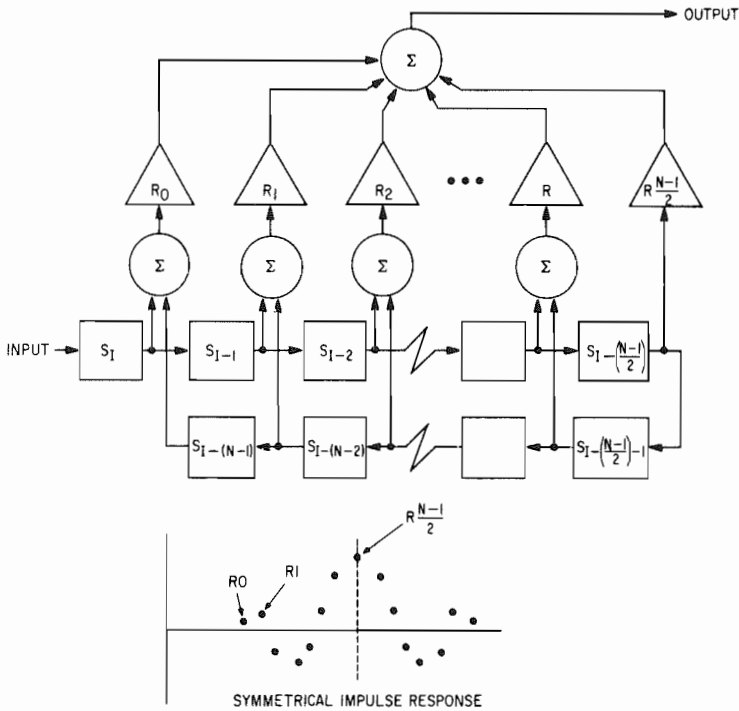 OUTPUT
Σ
R0 R1 R2 ••• R R N-1/2
Σ Σ Σ Σ
INPUT SI SI-1 SI-2 SI-(N-1/2)
SI-(N-1) SI-(N-2) SI-(N-1/2)-1
R N-1/2
R0 R1
SYMMETRICAL IMPULSE RESPONSE